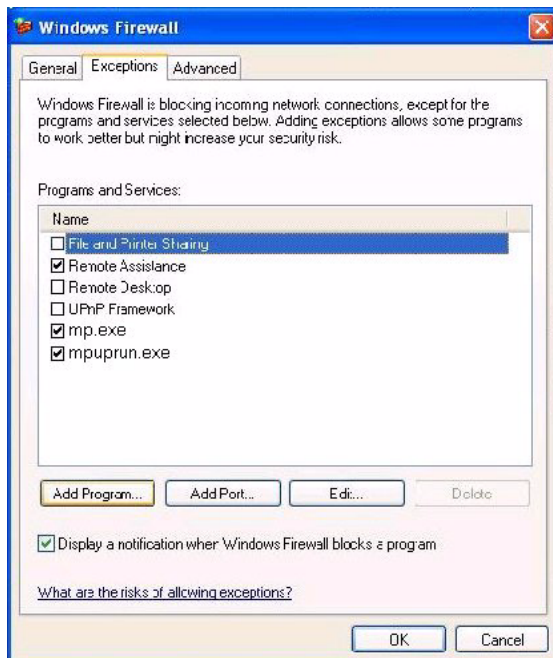 Windows Firewall
General Exceptions Advanced
Windows Firewall is blocking incoming network connections, except for the
programs and services selected below. Adding exceptions allows some programs
to work better but might increase your security risk.
Programs and Services:
Name
File and Printer Sharing
Remote Assistance
Remote Desktop
UPnP Framework
mp.exe
mpuprun.exe
Add Program... Add Port... Edit... Delete
Display a notification when Windows Firewall blocks a program
What are the risks of allowing exceptions?
OK Cancel